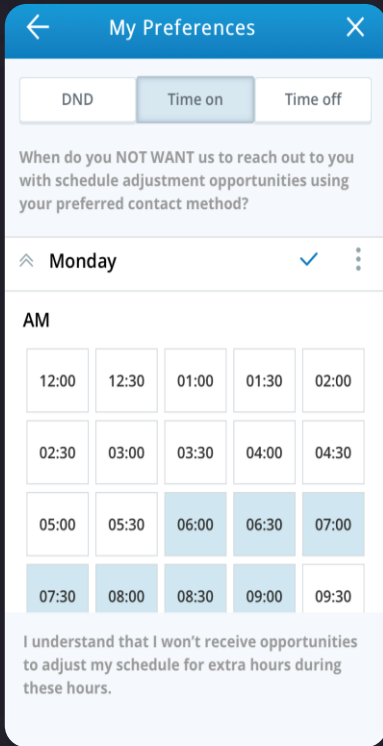 My Preferences
DND Time on Time off
When do you NOT WANT us to reach out to you
with schedule adjustment opportunities using
your preferred contact method?
Monday
AM
12:00 12:30 01:00 01:30 02:00
02:30 03:00 03:30 04:00 04:30
05:00 05:30 06:00 06:30 07:00
07:30 08:00 08:30 09:00 09:30
I understand that I won't receive opportunities
to adjust my schedule for extra hours during
these hours.